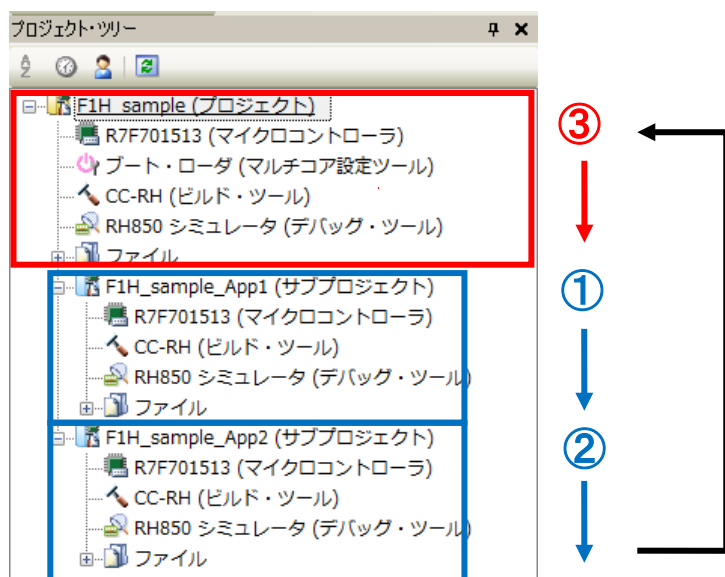 プロジェクト・ツリー
F1H_sample (プロジェクト)
③
R7F701513 (マイクロコントローラ)
ブート・ローダ (マルチコア設定ツール)
CC-RH (ビルド・ツール)
RH850 シミュレータ (デバッグ・ツール)
ファイル
F1H_sample_App1 (サブプロジェクト)
①
R7F701513 (マイクロコントローラ)
CC-RH (ビルド・ツール)
RH850 シミュレータ (デバッグ・ツール)
ファイル
F1H_sample_App2 (サブプロジェクト)
②
R7F701513 (マイクロコントローラ)
CC-RH (ビルド・ツール)
RH850 シミュレータ (デバッグ・ツール)
ファイル